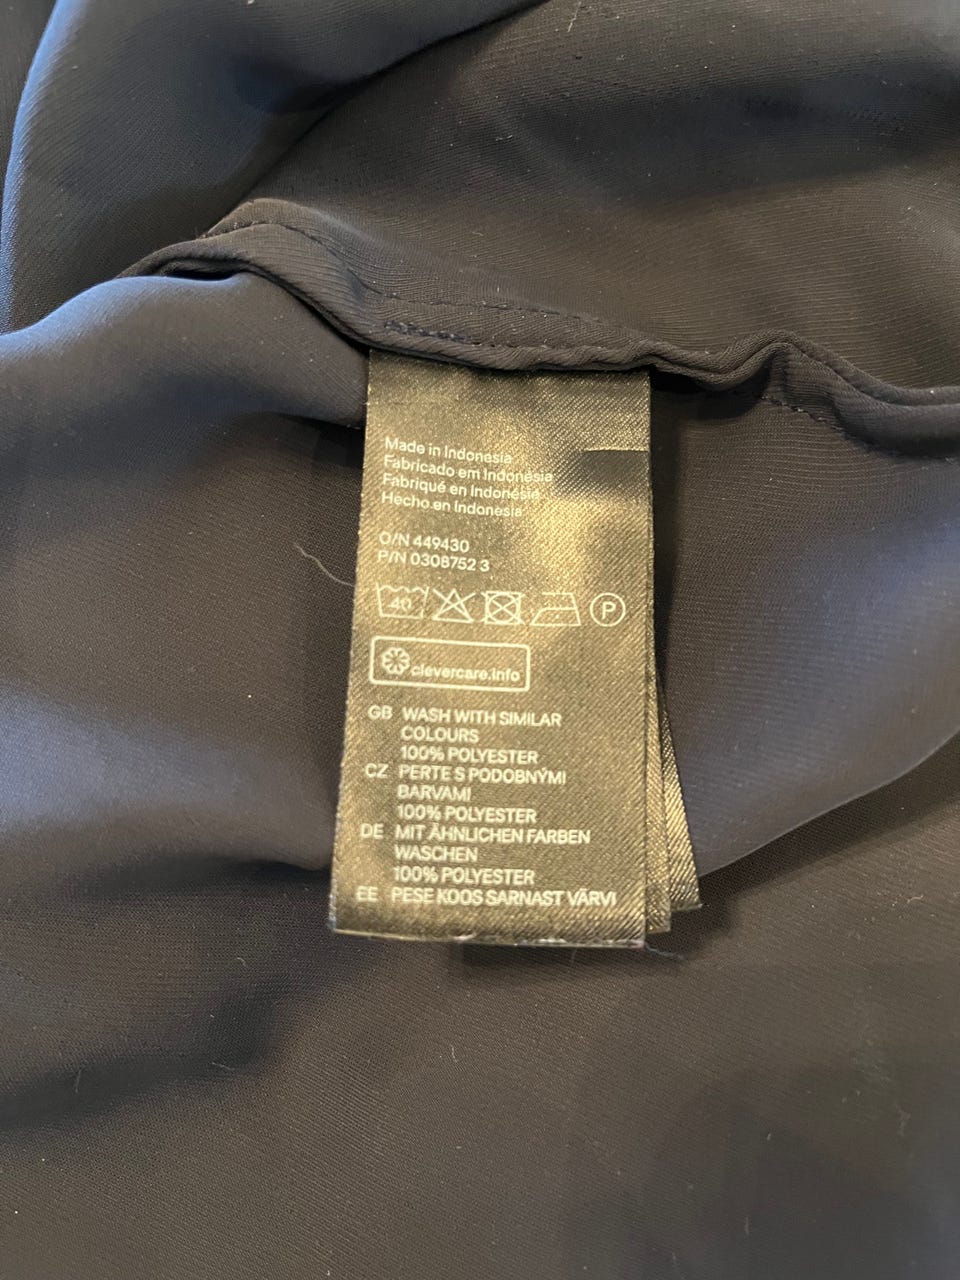 Made in Indonesia
Fabricado em Indonésia
Fabriqué en Indonésie
Hecho en Indonesia
O/N 449430
P/N 0308752 3
40 P
clevercare.info
GB WASH WITH SIMILAR
COLOURS
100% POLYESTER
CZ PERTE S PODOBNÝMI
BARVAMI
100% POLYESTER
DE MIT ÄHNLICHEN FARBEN
WASCHEN
100% POLYESTER
EE PESE KOOS SARNAST VÄRVI